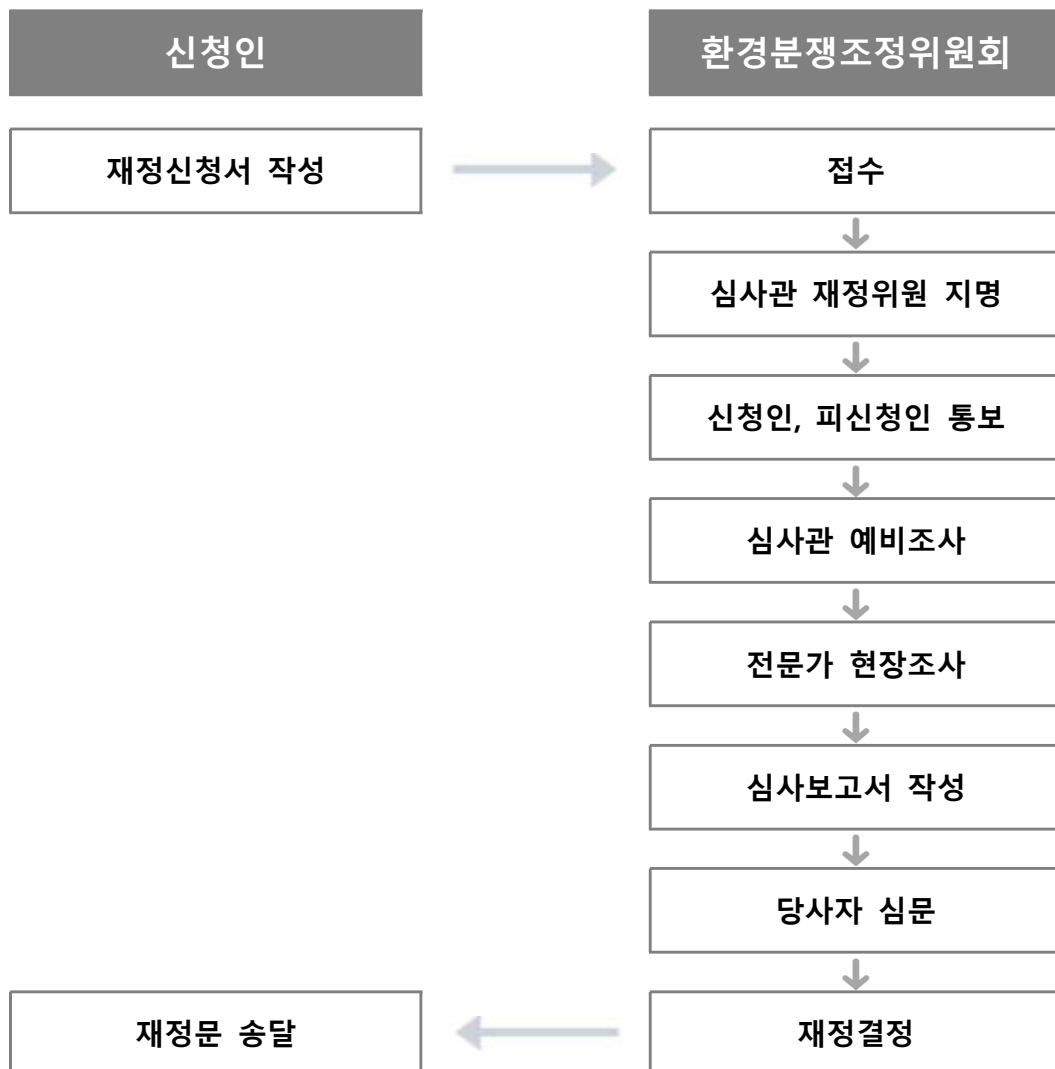 신청인
환경분쟁조정위원회
재정신청서 작성
접수
심사관 재정위원 지명
신청인, 피신청인 통보
심사관 예비조사
전문가 현장조사
심사보고서 작성
당사자 심문
재정문 송달
재정결정